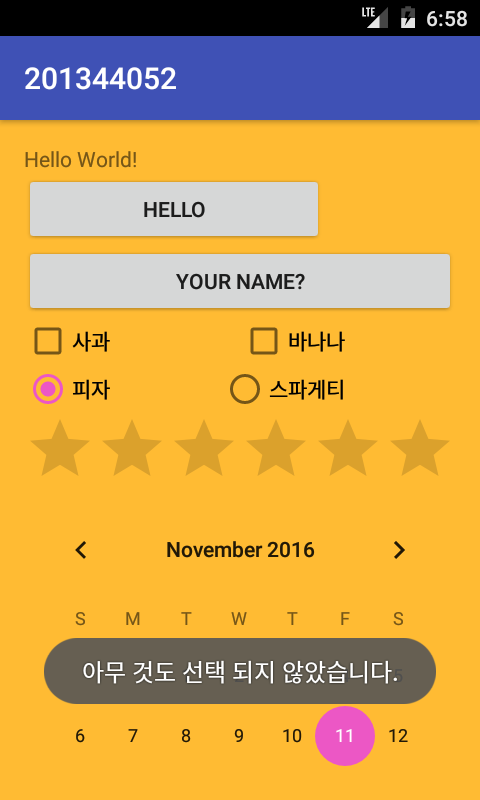 LTE 6:58
201344052
Hello World!
HELLO
YOUR NAME?
사과 바나나
피자 스파게티
November 2016
S M T W T F S
아무 것도 선택 되지 않았습니다.
6 7 8 9 10 11 12